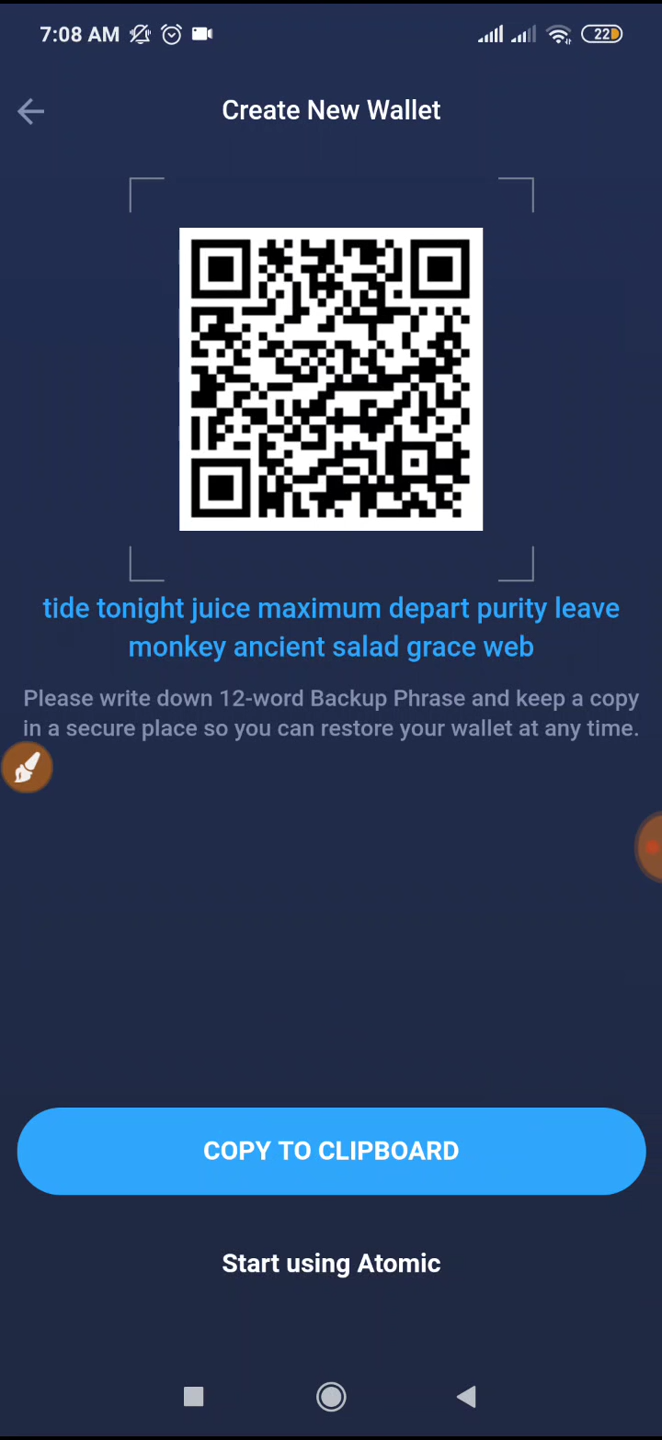 7:08 AM
22
Create New Wallet
tide tonight juice maximum depart purity leave
monkey ancient salad grace web
Please write down 12-word Backup Phrase and keep a copy
in a secure place so you can restore your wallet at any time.
COPY TO CLIPBOARD
Start using Atomic